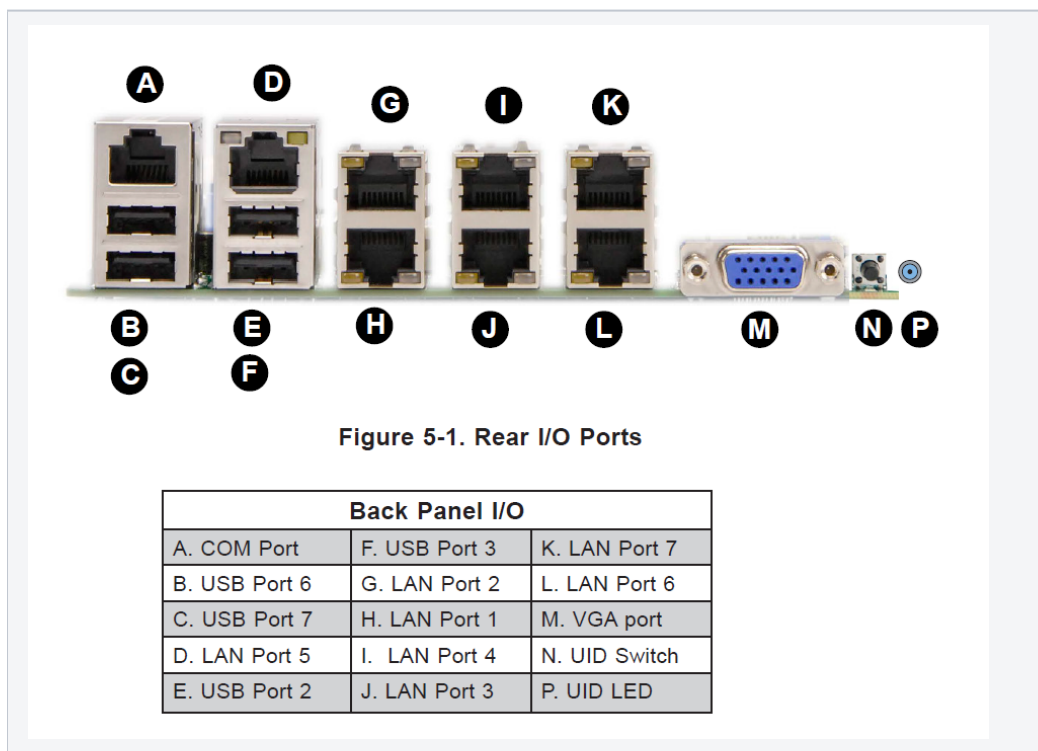 A
D
G
I
K
B
C
E
F
H
J
L
M
N
P
Figure 5-1. Rear I/O Ports
Back Panel I/O
A. COM Port F. USB Port 3 K. LAN Port 7
B. USB Port 6 G. LAN Port 2 L. LAN Port 6
C. USB Port 7 H. LAN Port 1 M. VGA port
D. LAN Port 5 I. LAN Port 4 N. UID Switch
E. USB Port 2 J. LAN Port 3 P. UID LED